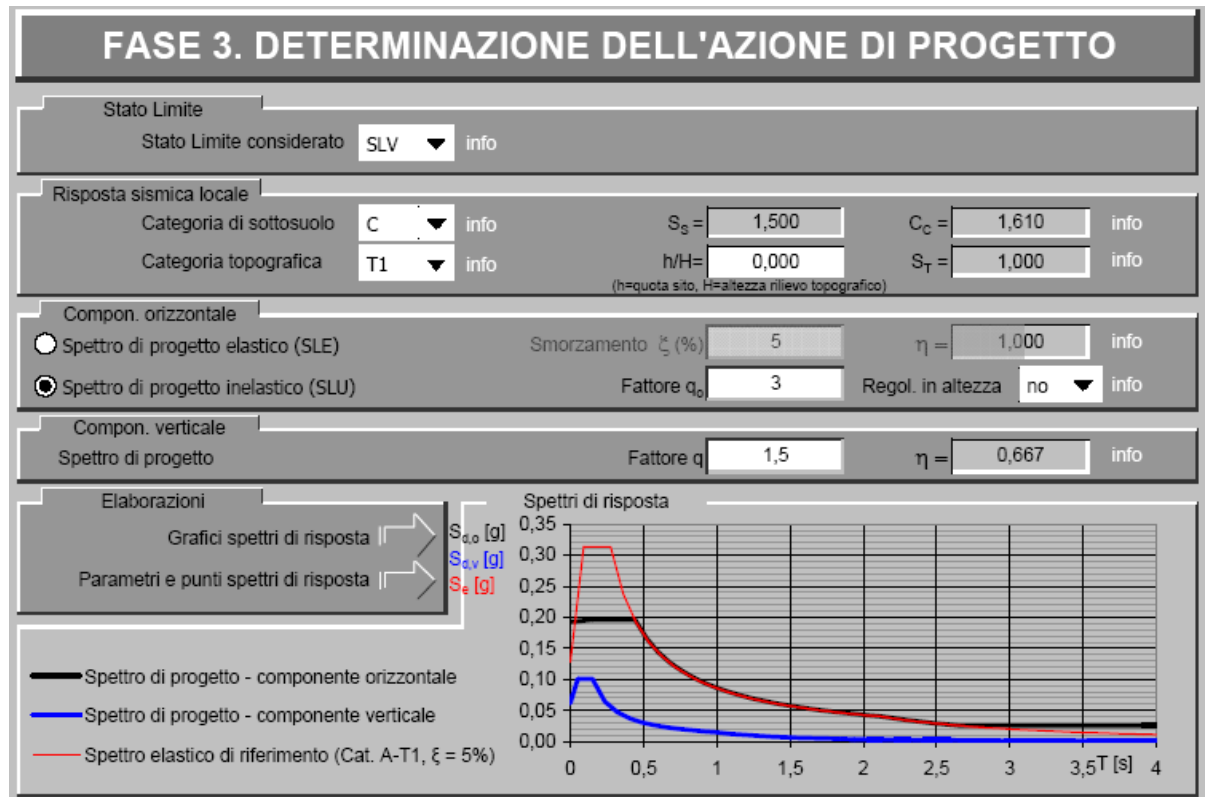 FASE 3. DETERMINAZIONE DELL'AZIONE DI PROGETTO
Stato Limite
Stato Limite considerato SLV info
Risposta sismica locale
Categoria di sottosuolo C info S_S = 1,500 C_C = 1,610 info
Categoria topografica T1 info h/H= 0,000 S_T = 1,000 info
(h=quota sito, H=altezza rilievo topografico)
Compon. orizzontale
Spettro di progetto elastico (SLE) Smorzamento ξ (%) 5 η = 1,000 info
Spettro di progetto inelastico (SLU) Fattore q_o 3 Regol. in altezza no info
Compon. verticale
Spettro di progetto Fattore q 1,5 η = 0,667 info
Elaborazioni
Grafici spettri di risposta
Parametri e punti spettri di risposta
Spettri di risposta
S_d,o [g]
S_d,v [g]
S_e [g]
0,35
0,30
0,25
0,20
0,15
0,10
0,05
0,00
0 0,5 1 1,5 2 2,5 3 3,5 T [s] 4
Spettro di progetto - componente orizzontale
Spettro di progetto - componente verticale
Spettro elastico di riferimento (Cat. A-T1, ξ = 5%)